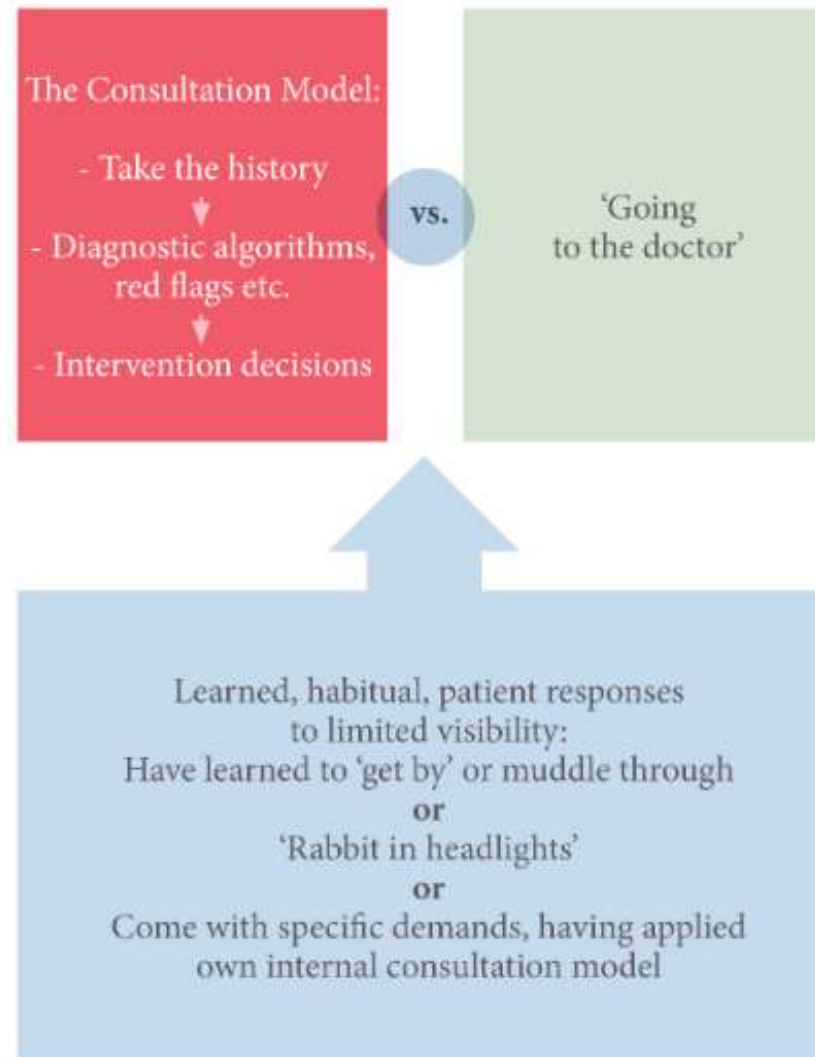 The Consultation Model:
- Take the history
- Diagnostic algorithms,
red flags etc.
- Intervention decisions
vs.
‘Going
to the doctor’
Learned, habitual, patient responses
to limited visibility:
Have learned to ‘get by’ or muddle through
or
‘Rabbit in headlights’
or
Come with specific demands, having applied
own internal consultation model